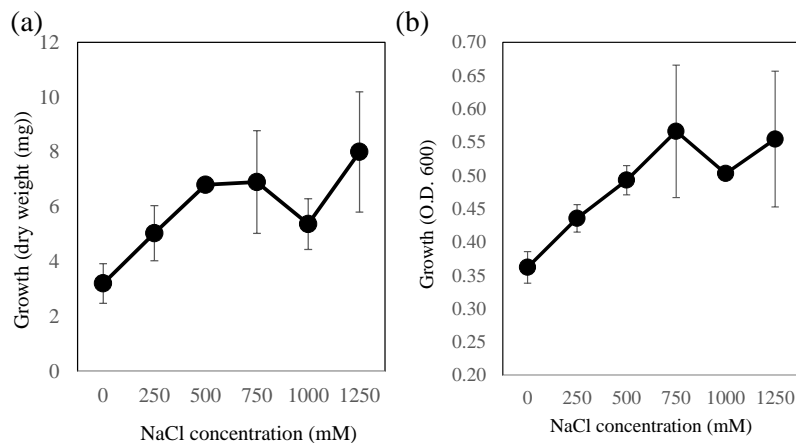 (a)
12
10
8
6
4
2
0
Growth (dry weight (mg))
0 250 500 750 1000 1250
NaCl concentration (mM)
(b)
0.70
0.65
0.60
0.55
0.50
0.45
0.40
0.35
0.30
0.25
0.20
Growth (O.D. 600)
0 250 500 750 1000 1250
NaCl concentration (mM)